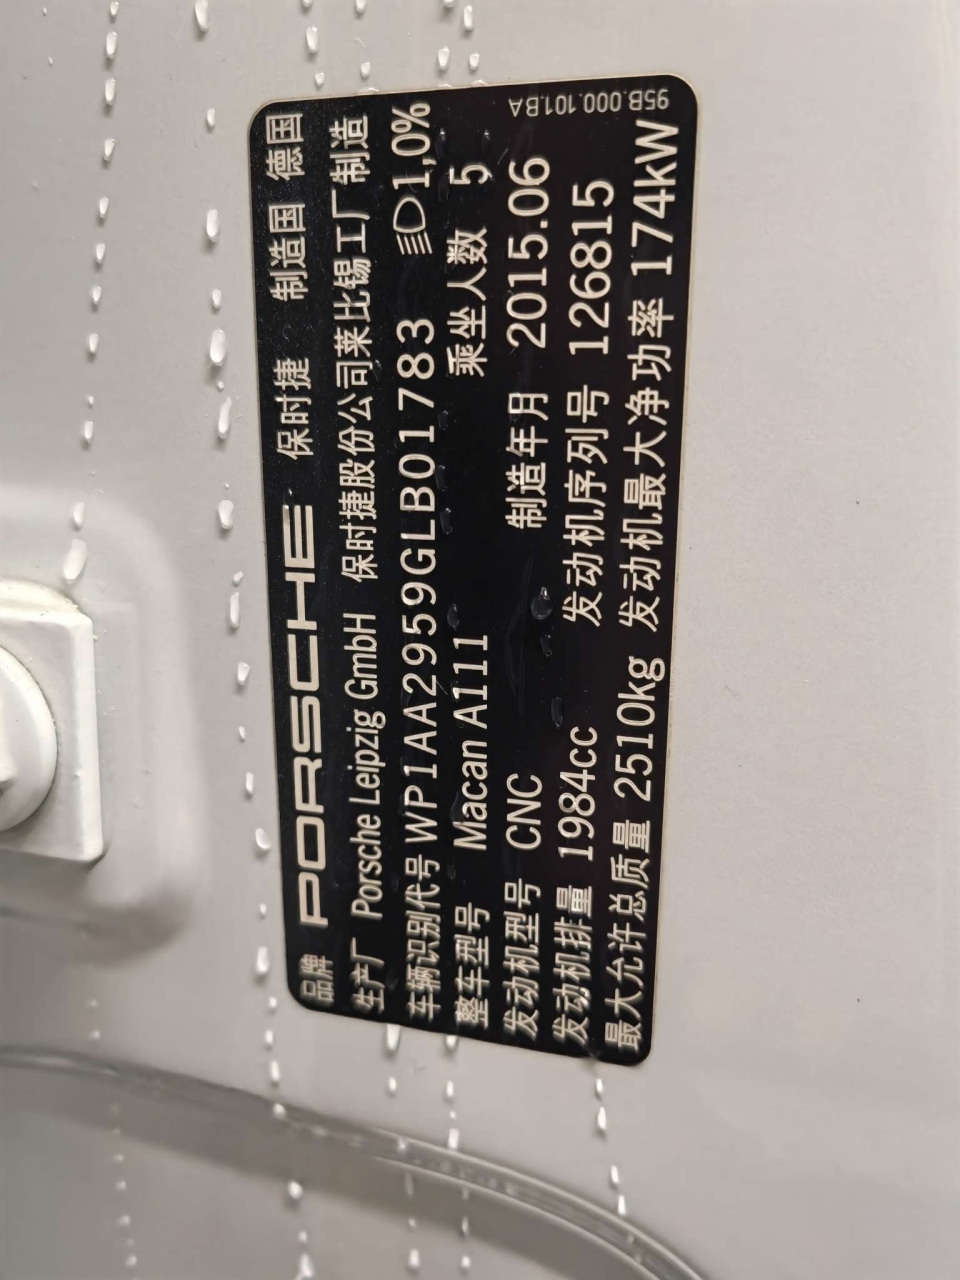 品牌 PORSCHE 保时捷 制造国 德国
生产厂 Porsche Leipzig GmbH 保时捷股份公司莱比锡工厂制造
车辆识别代号 WP1AA2959GLB01783 1,0%
整车型号 Macan A111 乘坐人数 5
发动机型号 CNC 制造年月 2015.06
发动机排量 1984cc 发动机序列号 126815
最大允许总质量 2510kg 发动机最大净功率 174kW
95B.000.101.BA